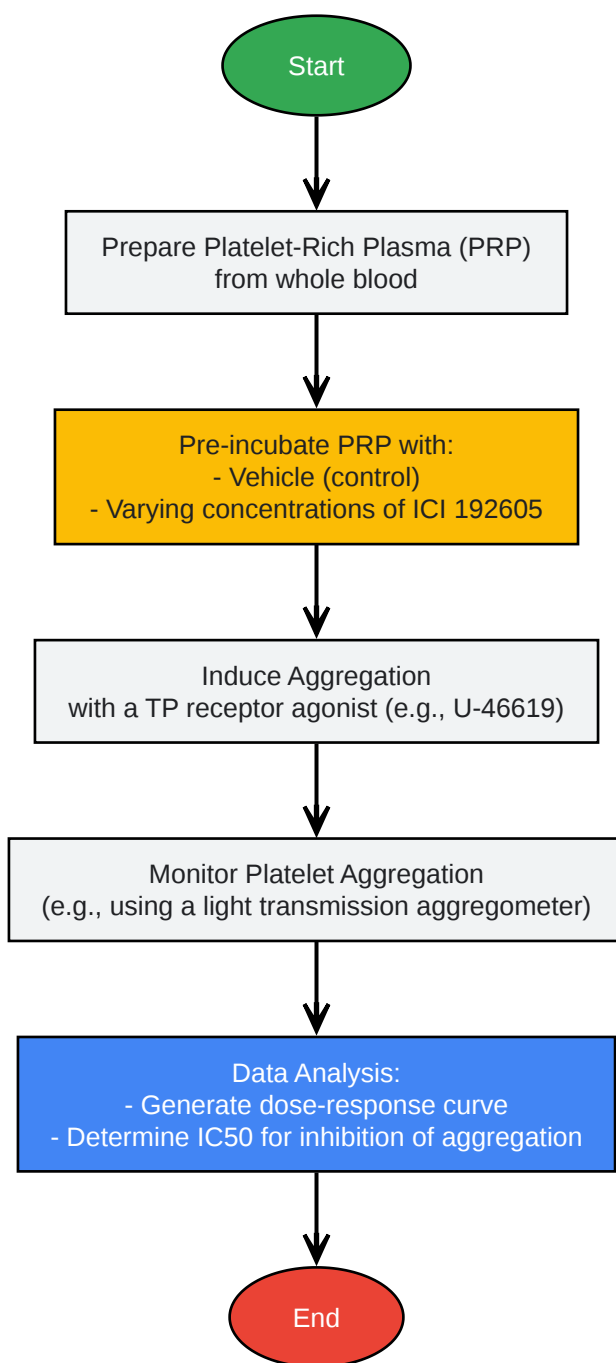 Start
Prepare Platelet-Rich Plasma (PRP)
from whole blood
Pre-incubate PRP with:
- Vehicle (control)
- Varying concentrations of ICI 192605
Induce Aggregation
with a TP receptor agonist (e.g., U-46619)
Monitor Platelet Aggregation
(e.g., using a light transmission aggregometer)
Data Analysis:
- Generate dose-response curve
- Determine IC50 for inhibition of aggregation
End